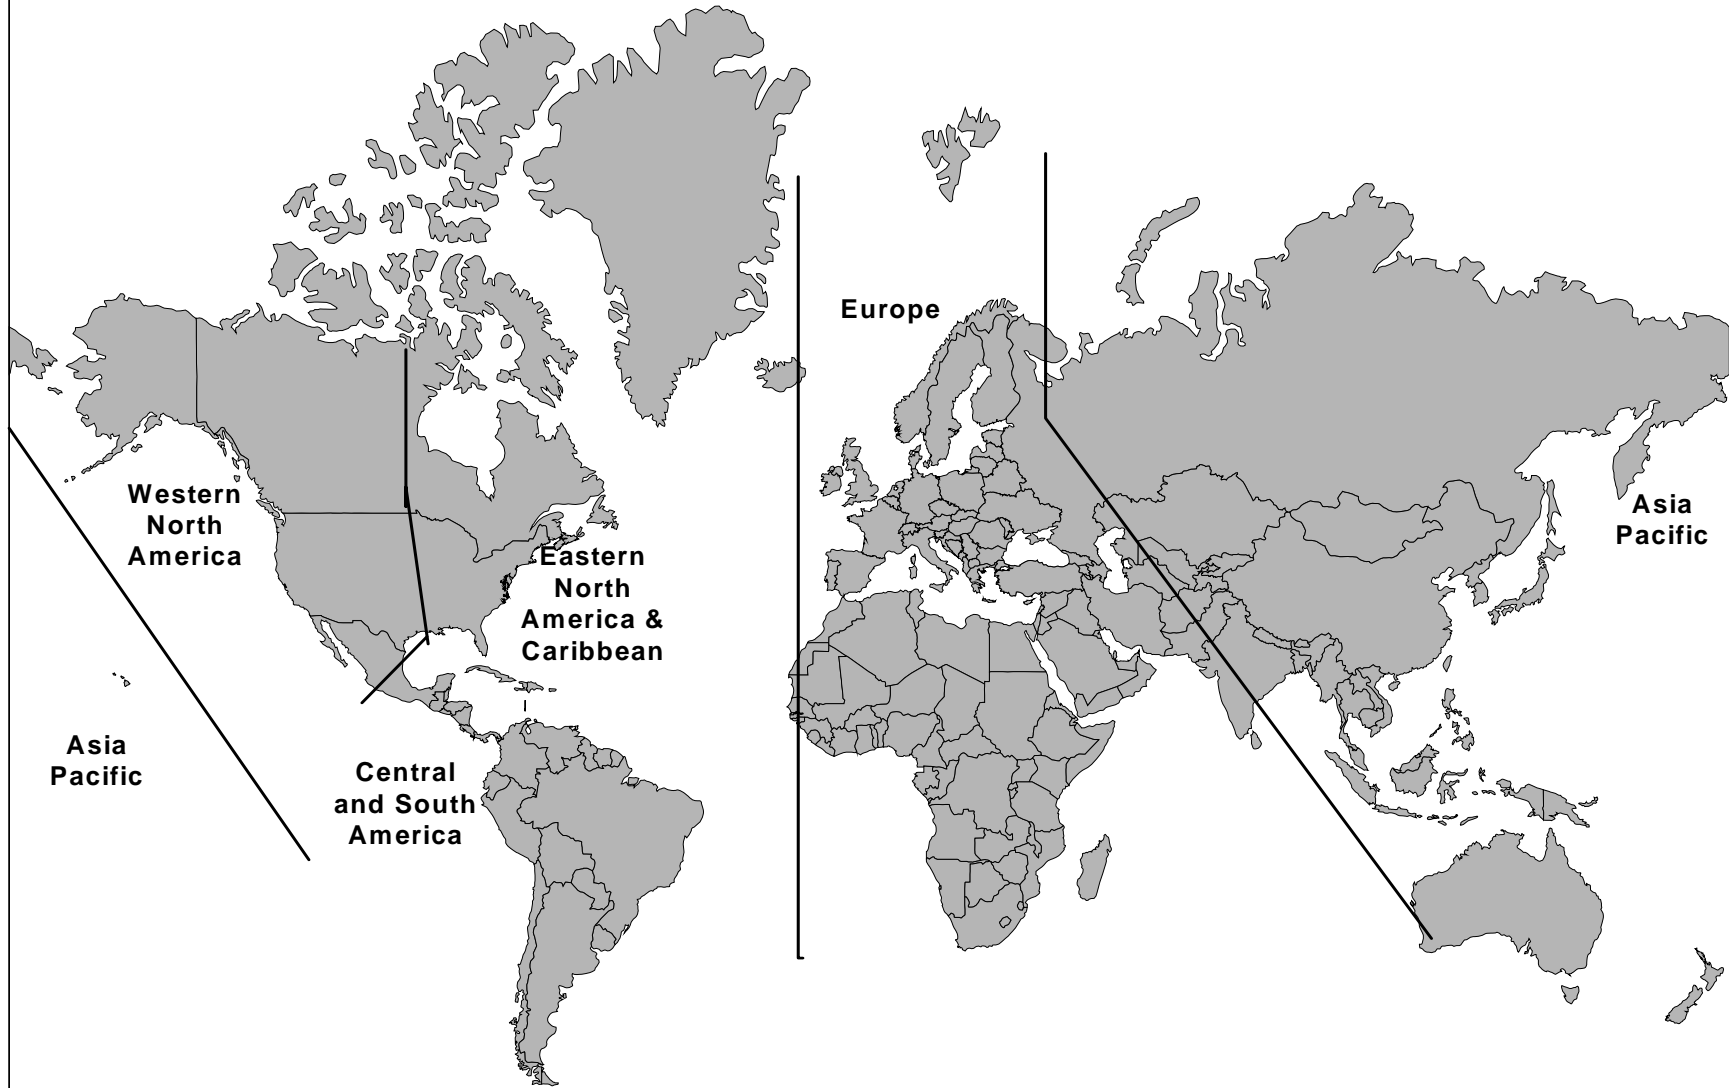 Europe
Western
North
America
Eastern
North
America &
Caribbean
Asia
Pacific
Asia
Pacific
Central
and South
America